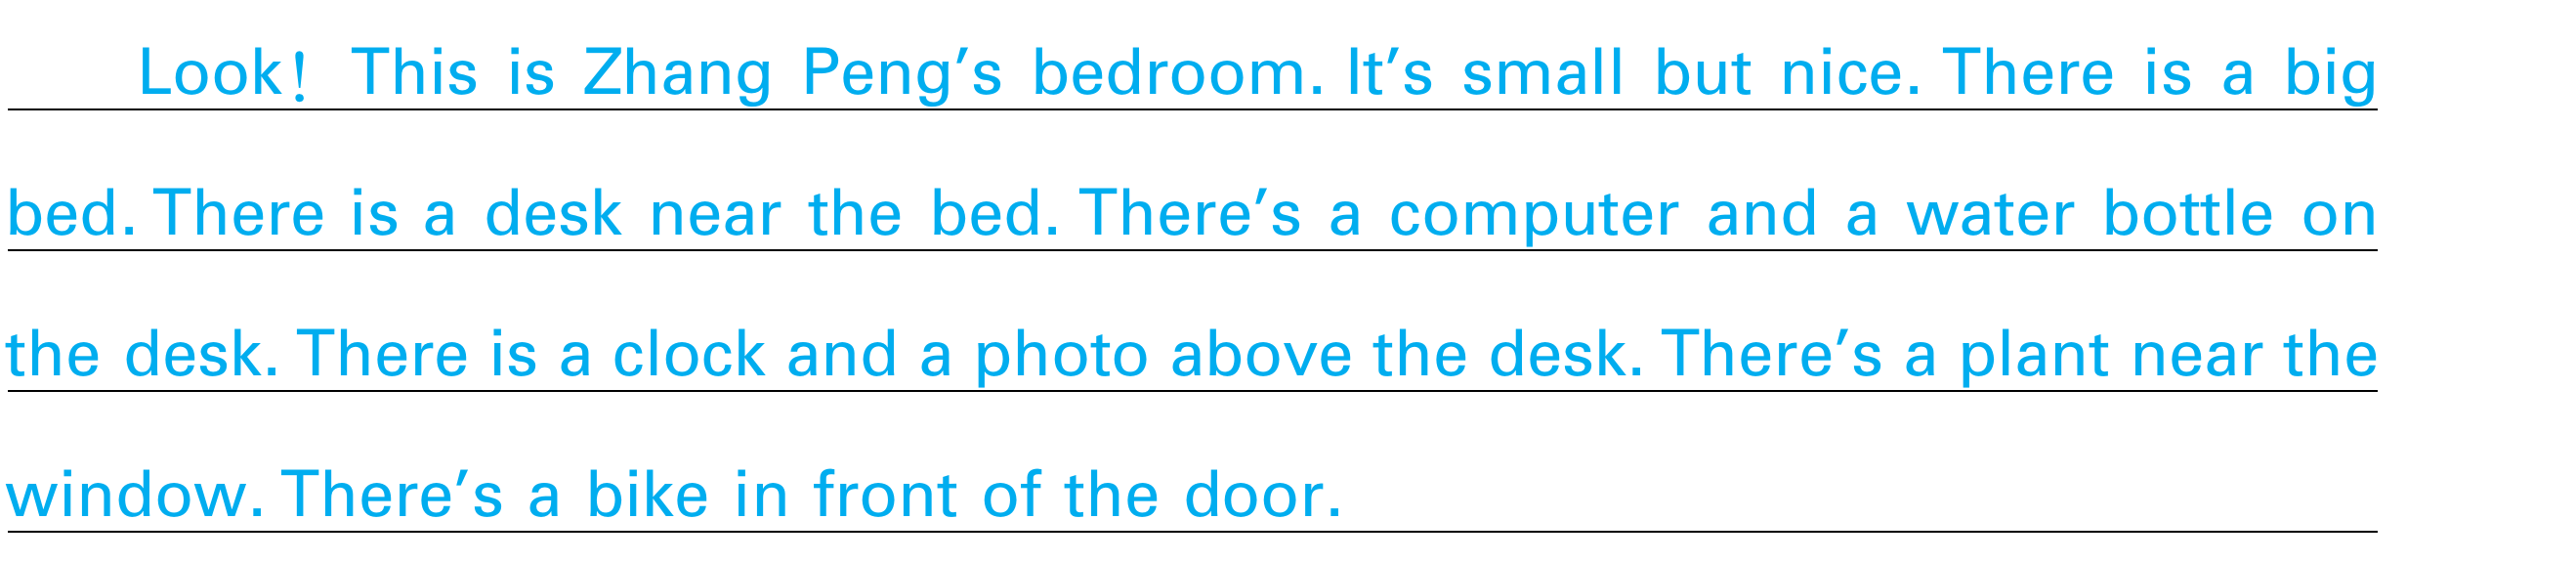 Look! This is Zhang Peng’s bedroom. It’s small but nice. There is a big
bed. There is a desk near the bed. There’s a computer and a water bottle on
the desk. There is a clock and a photo above the desk. There’s a plant near the
window. There’s a bike in front of the door.